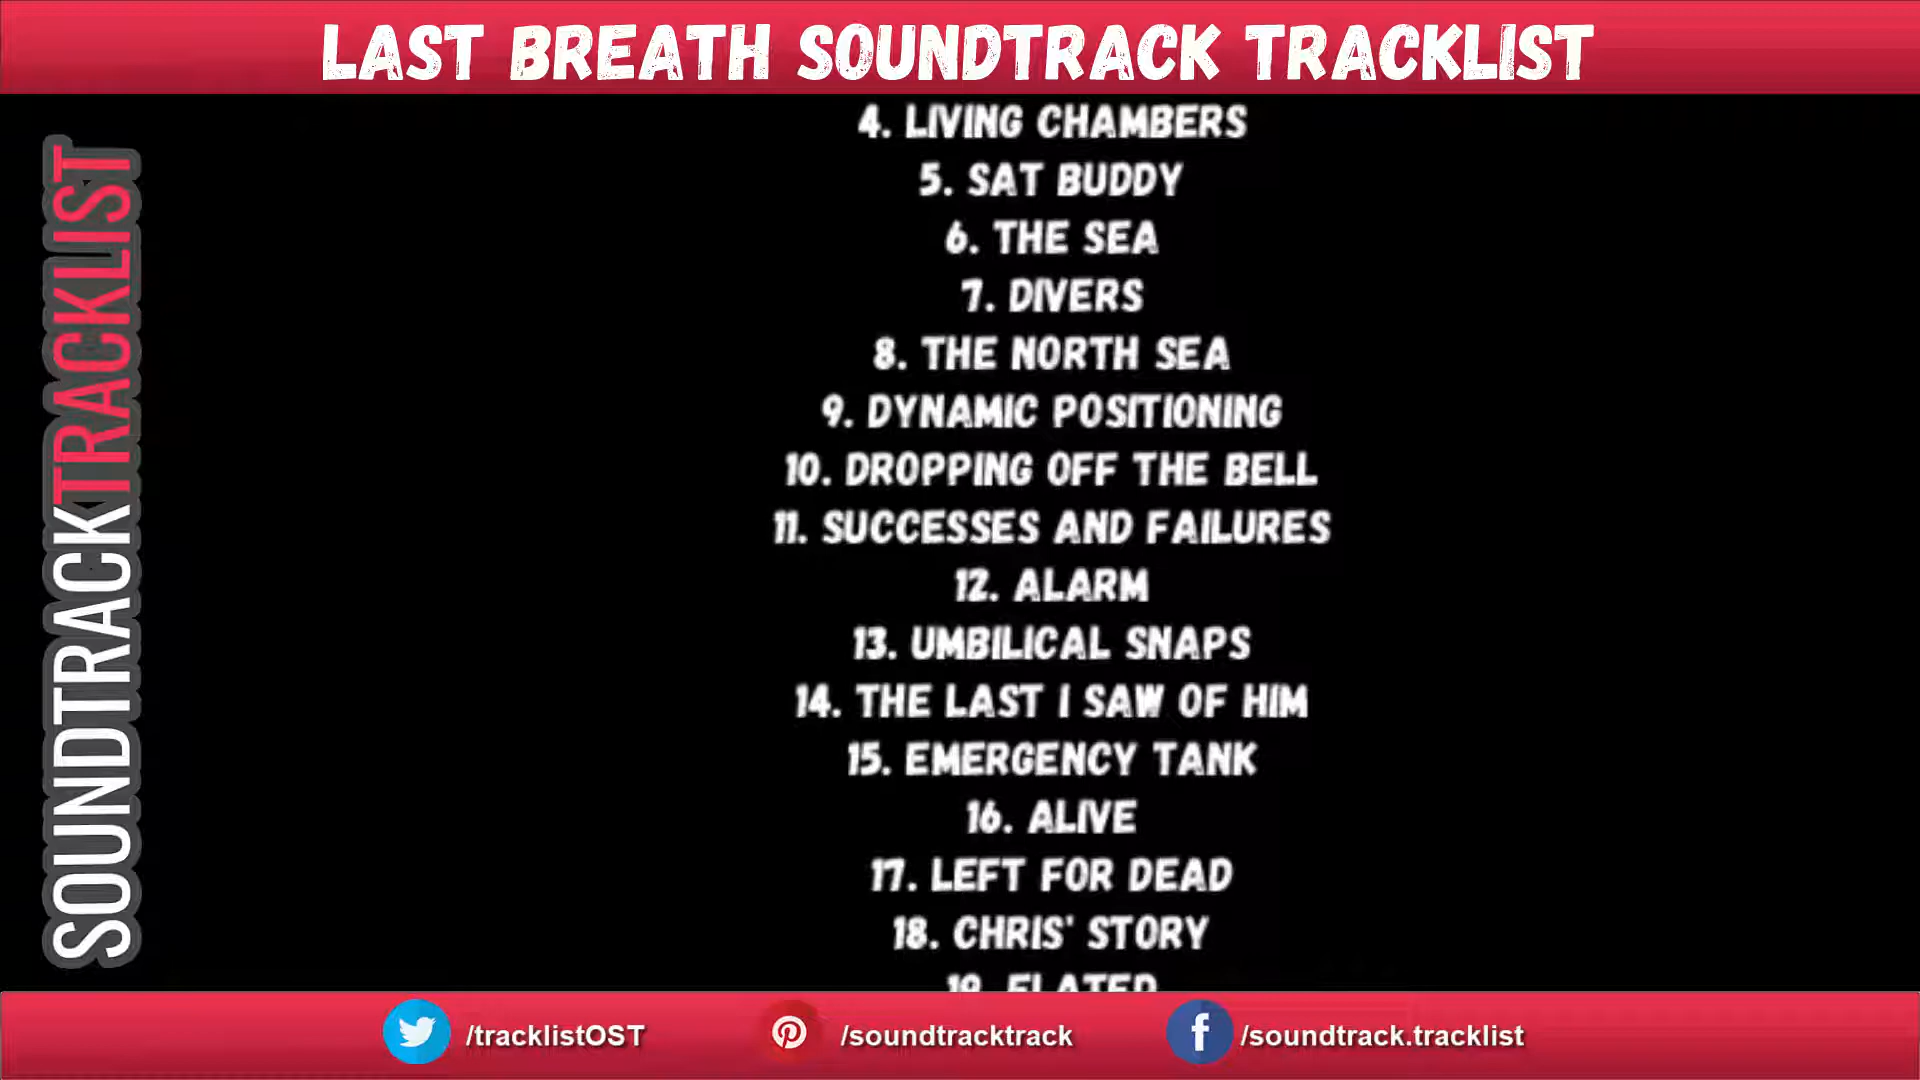 LAST BREATH SOUNDTRACK TRACKLIST
SOUNDTRACKTRACKLIST
4. LIVING CHAMBERS
5. SAT BUDDY
6. THE SEA
7. DIVERS
8. THE NORTH SEA
9. DYNAMIC POSITIONING
10. DROPPING OFF THE BELL
11. SUCCESSES AND FAILURES
12. ALARM
13. UMBILICAL SNAPS
14. THE LAST I SAW OF HIM
15. EMERGENCY TANK
16. ALIVE
17. LEFT FOR DEAD
18. CHRIS' STORY
19. ELATED
/tracklistOST
/soundtracktrack
/soundtrack.tracklist